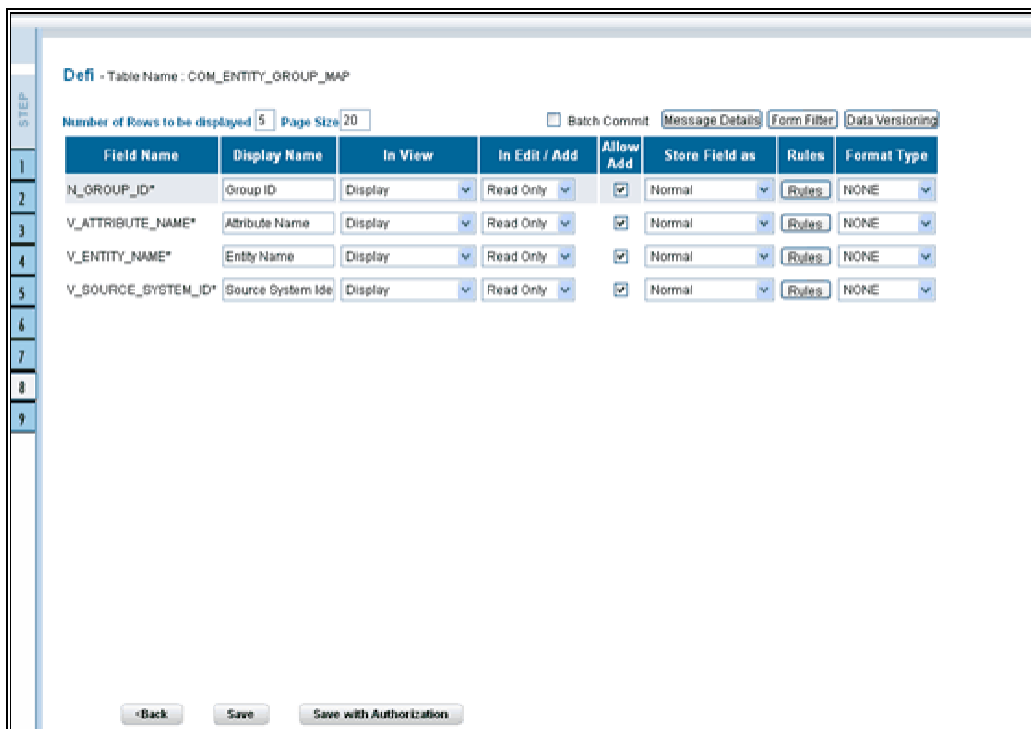 Defi - Table Name : COM_ENTITY_GROUP_MAP
STEP
Number of Rows to be displayed 5 Page Size 20 Batch Commit Message Details Form Filter Data Versioning
Field Name Display Name In View In Edit / Add Allow Add Store Field as Rules Format Type
N_GROUP_ID* Group ID Display Read Only Normal Rules NONE
V_ATTRIBUTE_NAME* Attribute Name Display Read Only Normal Rules NONE
V_ENTITY_NAME* Entity Name Display Read Only Normal Rules NONE
V_SOURCE_SYSTEM_ID* Source System Ide Display Read Only Normal Rules NONE
1
2
3
4
5
6
7
8
9
<Back Save Save with Authorization